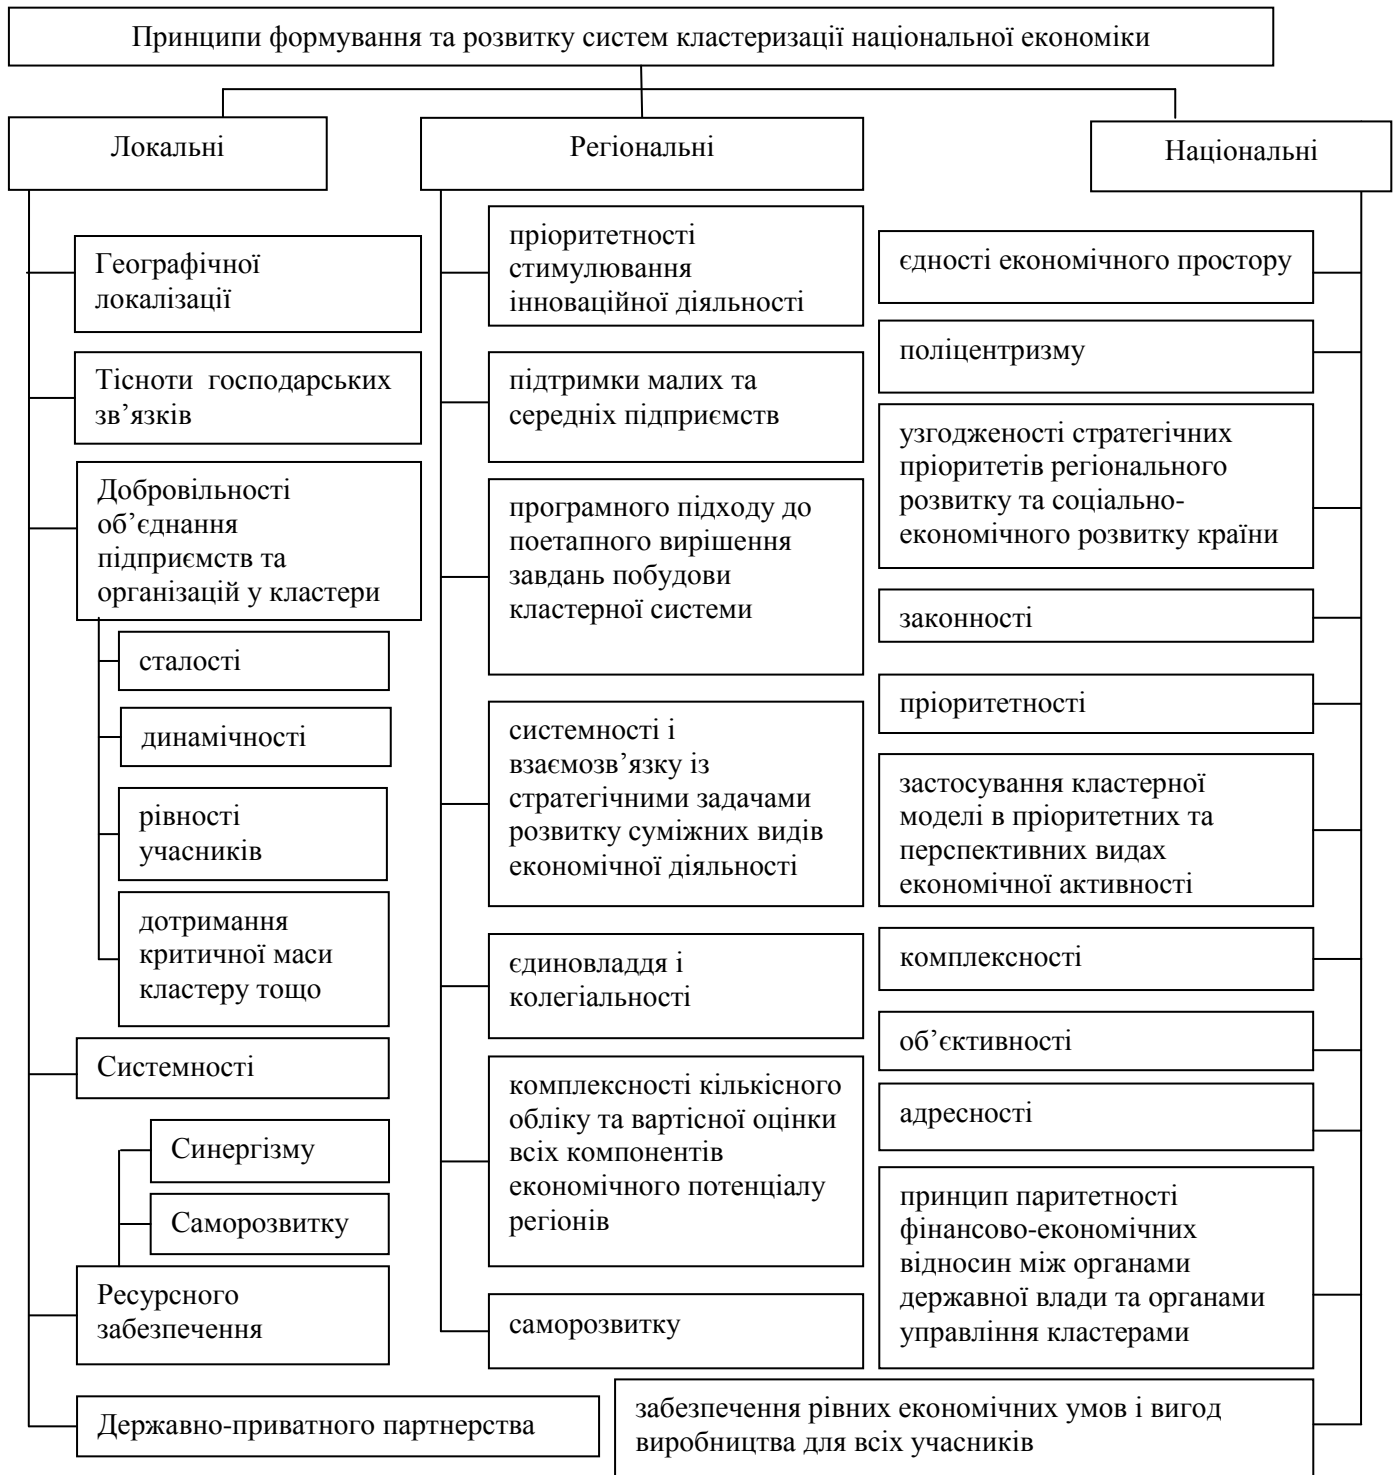 Принципи формування та розвитку систем кластеризації національної економіки
Локальні
Географічної
локалізації
Тісноти господарських
зв’язків
Добровільності
об’єднання
підприємств та
організацій у кластери
сталості
динамічності
рівності
учасників
дотримання
критичної маси
кластеру тощо
Системності
Синергізму
Саморозвитку
Ресурсного
забезпечення
Державно-приватного партнерства
Регіональні
пріоритетності
стимулювання
інноваційної діяльності
підтримки малих та
середніх підприємств
програмного підходу до
поетапного вирішення
завдань побудови
кластерної системи
системності і
взаємозв’язку із
стратегічними задачами
розвитку суміжних видів
економічної діяльності
єдиновладдя і
колегіальності
комплексності кількісного
обліку та вартісної оцінки
всіх компонентів
економічного потенціалу
регіонів
саморозвитку
Національні
єдності економічного простору
поліцентризму
узгодженості стратегічних
пріоритетів регіонального
розвитку та соціально-
економічного розвитку країни
законності
пріоритетності
застосування кластерної
моделі в пріоритетних та
перспективних видах
економічної активності
комплексності
об’єктивності
адресності
принцип паритетності
фінансово-економічних
відносин між органами
державної влади та органами
управління кластерами
забезпечення рівних економічних умов і вигод
виробництва для всіх учасників